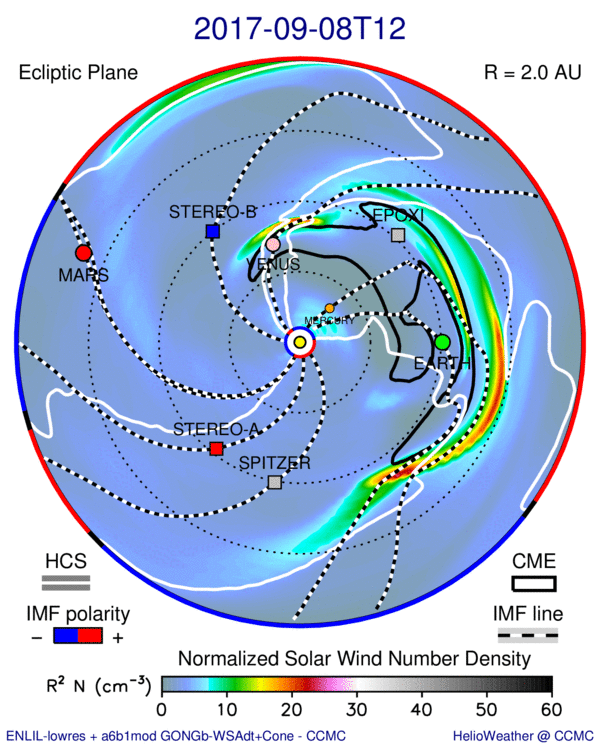 2017-09-08T12
Ecliptic Plane
R = 2.0 AU
STEREO-B
EPOXI
VENUS
MARS
MERCURY
EARTH
STEREO-A
SPITZER
HCS
CME
IMF polarity
IMF line
− +
Normalized Solar Wind Number Density
R² N (cm⁻³)
0 10 20 30 40 50 60
ENLIL-lowres + a6b1mod GONGb-WSAdt+Cone - CCMC
HelioWeather @ CCMC